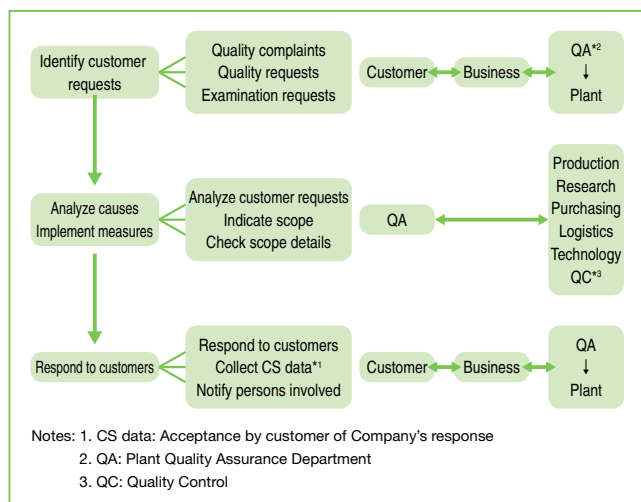 Identify customer
requests
Quality complaints
Quality requests
Examination requests
Customer
Business
QA*2
↓
Plant
Analyze causes
Implement measures
Analyze customer requests
Indicate scope
Check scope details
QA
Production
Research
Purchasing
Logistics
Technology
QC*3
Respond to customers
Respond to customers
Collect CS data*1
Notify persons involved
Customer
Business
QA
↓
Plant
Notes: 1. CS data: Acceptance by customer of Company's response
2. QA: Plant Quality Assurance Department
3. QC: Quality Control